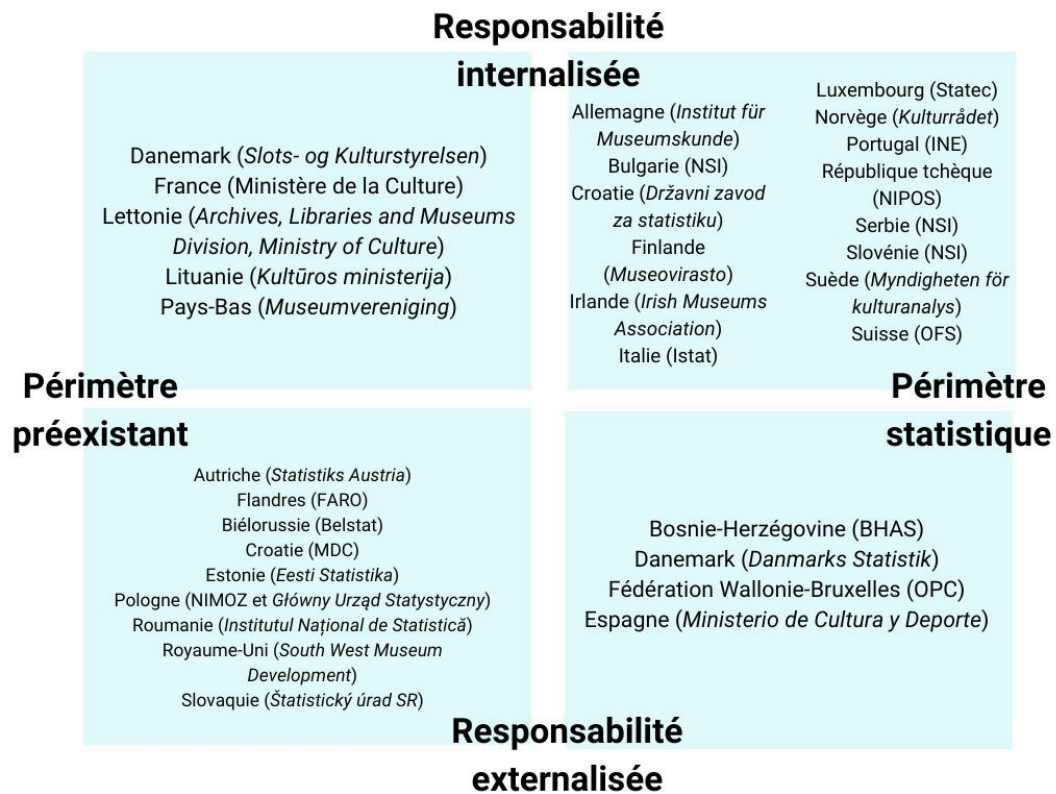 Responsabilité
internalisée
Danemark (Slots- og Kulturstyrelsen)
France (Ministère de la Culture)
Lettonie (Archives, Libraries and Museums
Division, Ministry of Culture)
Lituanie (Kultūros ministerija)
Pays-Bas (Museumvereniging)
Allemagne (Institut für
Museumskunde)
Bulgarie (NSI)
Croatie (Državni zavod
za statistiku)
Finlande
(Museovirasto)
Irlande (Irish Museums
Association)
Italie (Istat)
Luxembourg (Statec)
Norvège (Kulturrådet)
Portugal (INE)
République tchèque
(NIPOS)
Serbie (NSI)
Slovénie (NSI)
Suède (Myndigheten för
kulturanalys)
Suisse (OFS)
Périmètre
préexistant
Périmètre
statistique
Autriche (Statistiks Austria)
Flandres (FARO)
Biélorussie (Belstat)
Croatie (MDC)
Estonie (Eesti Statistika)
Pologne (NIMOZ et Główny Urząd Statystyczny)
Roumanie (Institutul Național de Statistică)
Royaume-Uni (South West Museum
Development)
Slovaquie (Štatistický úrad SR)
Bosnie-Herzégovine (BHAS)
Danemark (Danmarks Statistik)
Fédération Wallonie-Bruxelles (OPC)
Espagne (Ministerio de Cultura y Deporte)
Responsabilité
externalisée